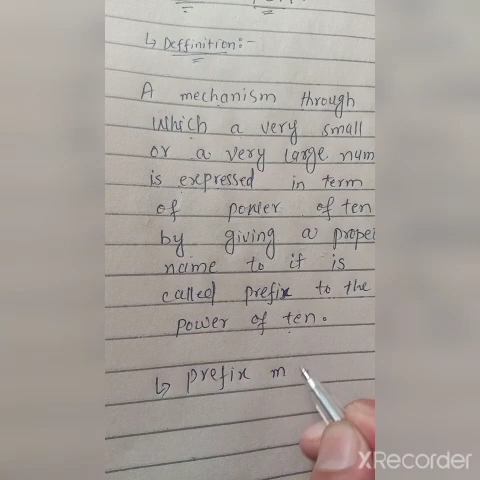 ↳ Deffinition:-
A mechanism through
which a very small
or a very large num
is expressed in term
of power of ten
by giving a proper
name to it is
called prefix to the
power of ten.
↳ prefix m
XRecorder